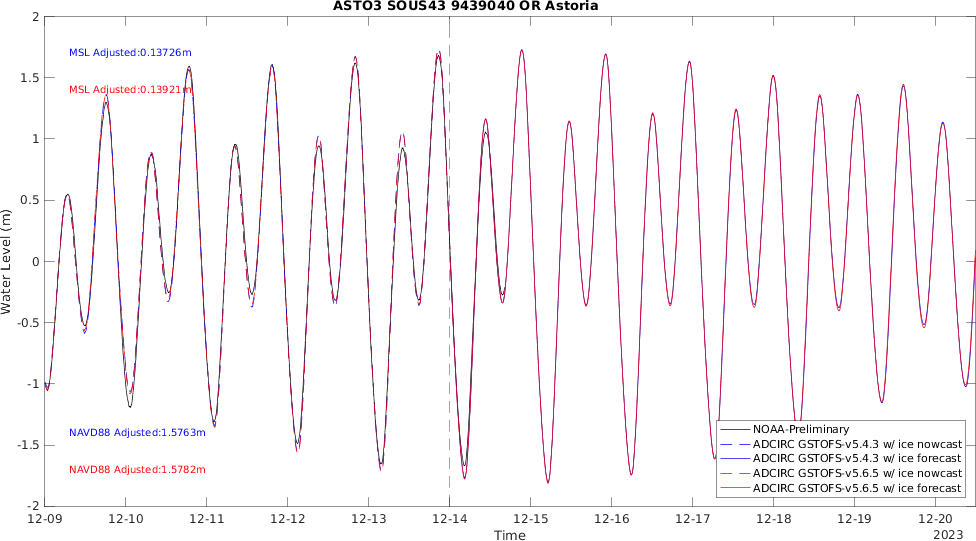 ASTO3 SOUS43 9439040 OR Astoria
2
1.5
1
0.5
0
-0.5
-1
-1.5
-2
Water Level (m)
MSL Adjusted:0.13726m
MSL Adjusted:0.13921m
NAVD88 Adjusted:1.5763m
NAVD88 Adjusted:1.5782m
NOAA-Preliminary
ADCIRC GSTOFS-v5.4.3 w/ ice nowcast
ADCIRC GSTOFS-v5.4.3 w/ ice forecast
ADCIRC GSTOFS-v5.6.5 w/ ice nowcast
ADCIRC GSTOFS-v5.6.5 w/ ice forecast
12-09 12-10 12-11 12-12 12-13 12-14 12-15 12-16 12-17 12-18 12-19 12-20
Time
2023